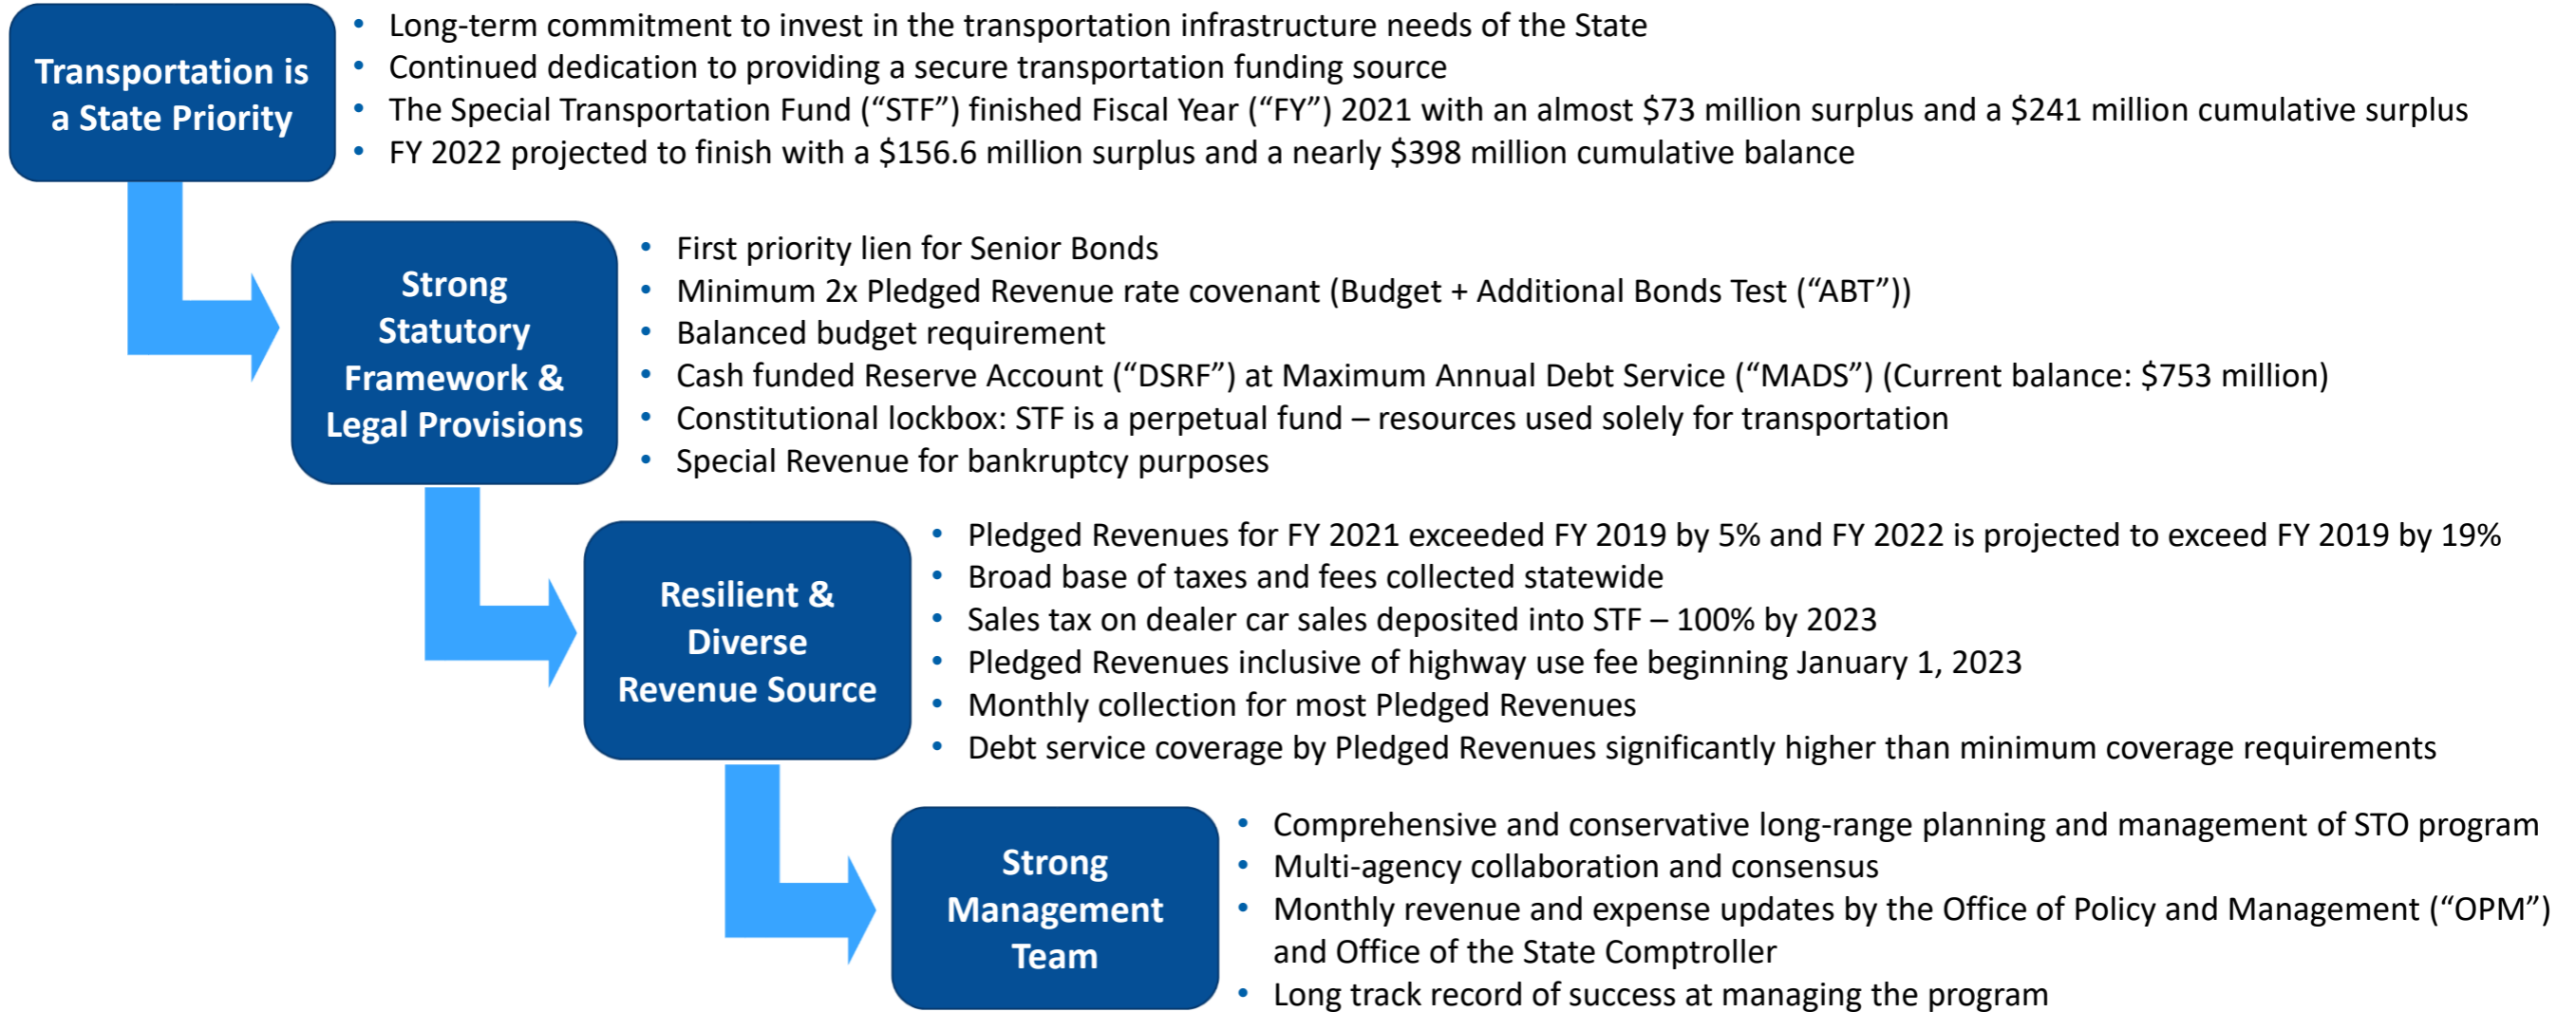 Transportation is
a State Priority
• Long-term commitment to invest in the transportation infrastructure needs of the State
• Continued dedication to providing a secure transportation funding source
• The Special Transportation Fund (“STF”) finished Fiscal Year (“FY”) 2021 with an almost $73 million surplus and a $241 million cumulative surplus
• FY 2022 projected to finish with a $156.6 million surplus and a nearly $398 million cumulative balance
Strong
Statutory
Framework &
Legal Provisions
• First priority lien for Senior Bonds
• Minimum 2x Pledged Revenue rate covenant (Budget + Additional Bonds Test (“ABT”))
• Balanced budget requirement
• Cash funded Reserve Account (“DSRF”) at Maximum Annual Debt Service (“MADS”) (Current balance: $753 million)
• Constitutional lockbox: STF is a perpetual fund – resources used solely for transportation
• Special Revenue for bankruptcy purposes
Resilient &
Diverse
Revenue Source
• Pledged Revenues for FY 2021 exceeded FY 2019 by 5% and FY 2022 is projected to exceed FY 2019 by 19%
• Broad base of taxes and fees collected statewide
• Sales tax on dealer car sales deposited into STF – 100% by 2023
• Pledged Revenues inclusive of highway use fee beginning January 1, 2023
• Monthly collection for most Pledged Revenues
• Debt service coverage by Pledged Revenues significantly higher than minimum coverage requirements
Strong
Management
Team
• Comprehensive and conservative long-range planning and management of STO program
• Multi-agency collaboration and consensus
• Monthly revenue and expense updates by the Office of Policy and Management (“OPM”)
and Office of the State Comptroller
• Long track record of success at managing the program